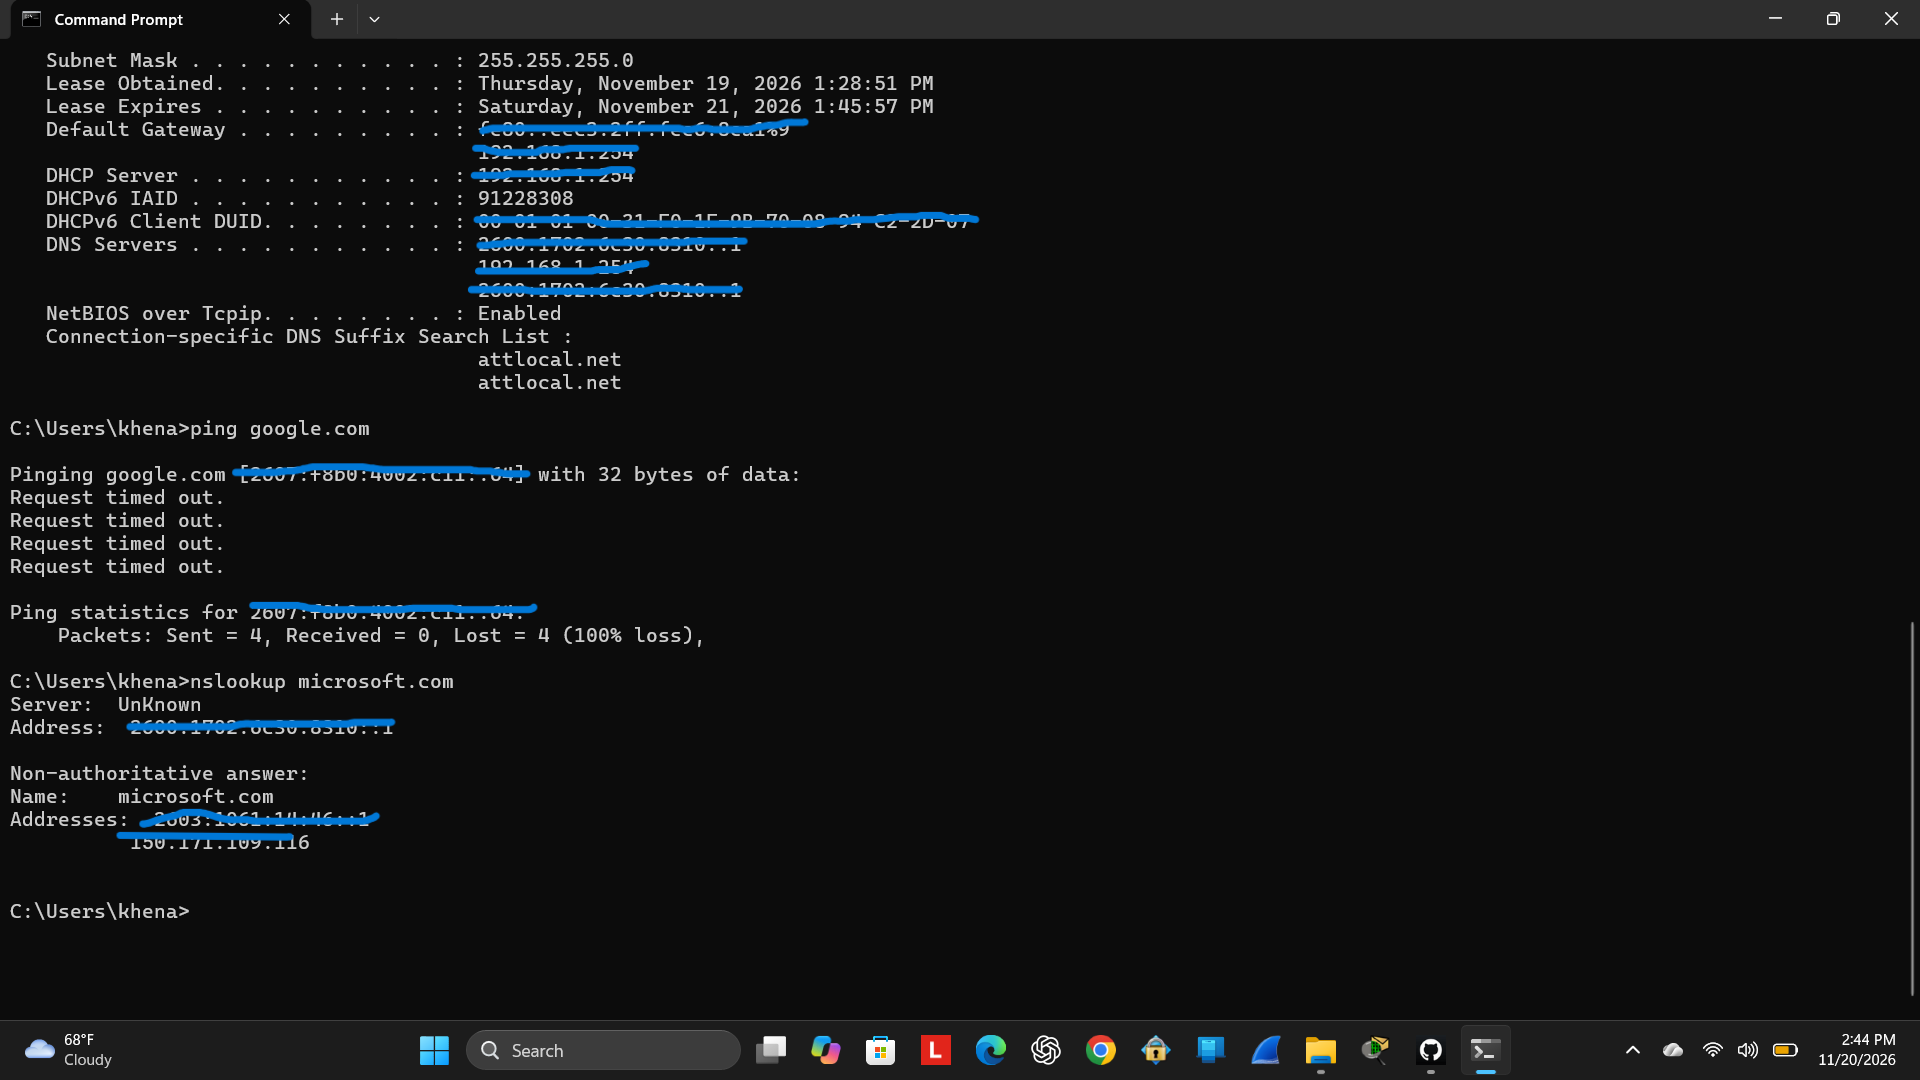 Command Prompt
Subnet Mask . . . . . . . . . . . : 255.255.255.0
Lease Obtained. . . . . . . . . . : Thursday, November 19, 2026 1:28:51 PM
Lease Expires . . . . . . . . . . : Saturday, November 21, 2026 1:45:57 PM
Default Gateway . . . . . . . . . :
DHCP Server . . . . . . . . . . . :
DHCPv6 IAID . . . . . . . . . . . : 91228308
DHCPv6 Client DUID. . . . . . . . :
DNS Servers . . . . . . . . . . . :
NetBIOS over Tcpip. . . . . . . . : Enabled
Connection-specific DNS Suffix Search List :
attlocal.net
attlocal.net
C:\Users\khena>ping google.com
Pinging google.com with 32 bytes of data:
Request timed out.
Request timed out.
Request timed out.
Request timed out.
Ping statistics for
Packets: Sent = 4, Received = 0, Lost = 4 (100% loss),
C:\Users\khena>nslookup microsoft.com
Server: UnKnown
Address:
Non-authoritative answer:
Name: microsoft.com
Addresses:
C:\Users\khena>
68°F
Cloudy
Search
L
2:44 PM
11/20/2026